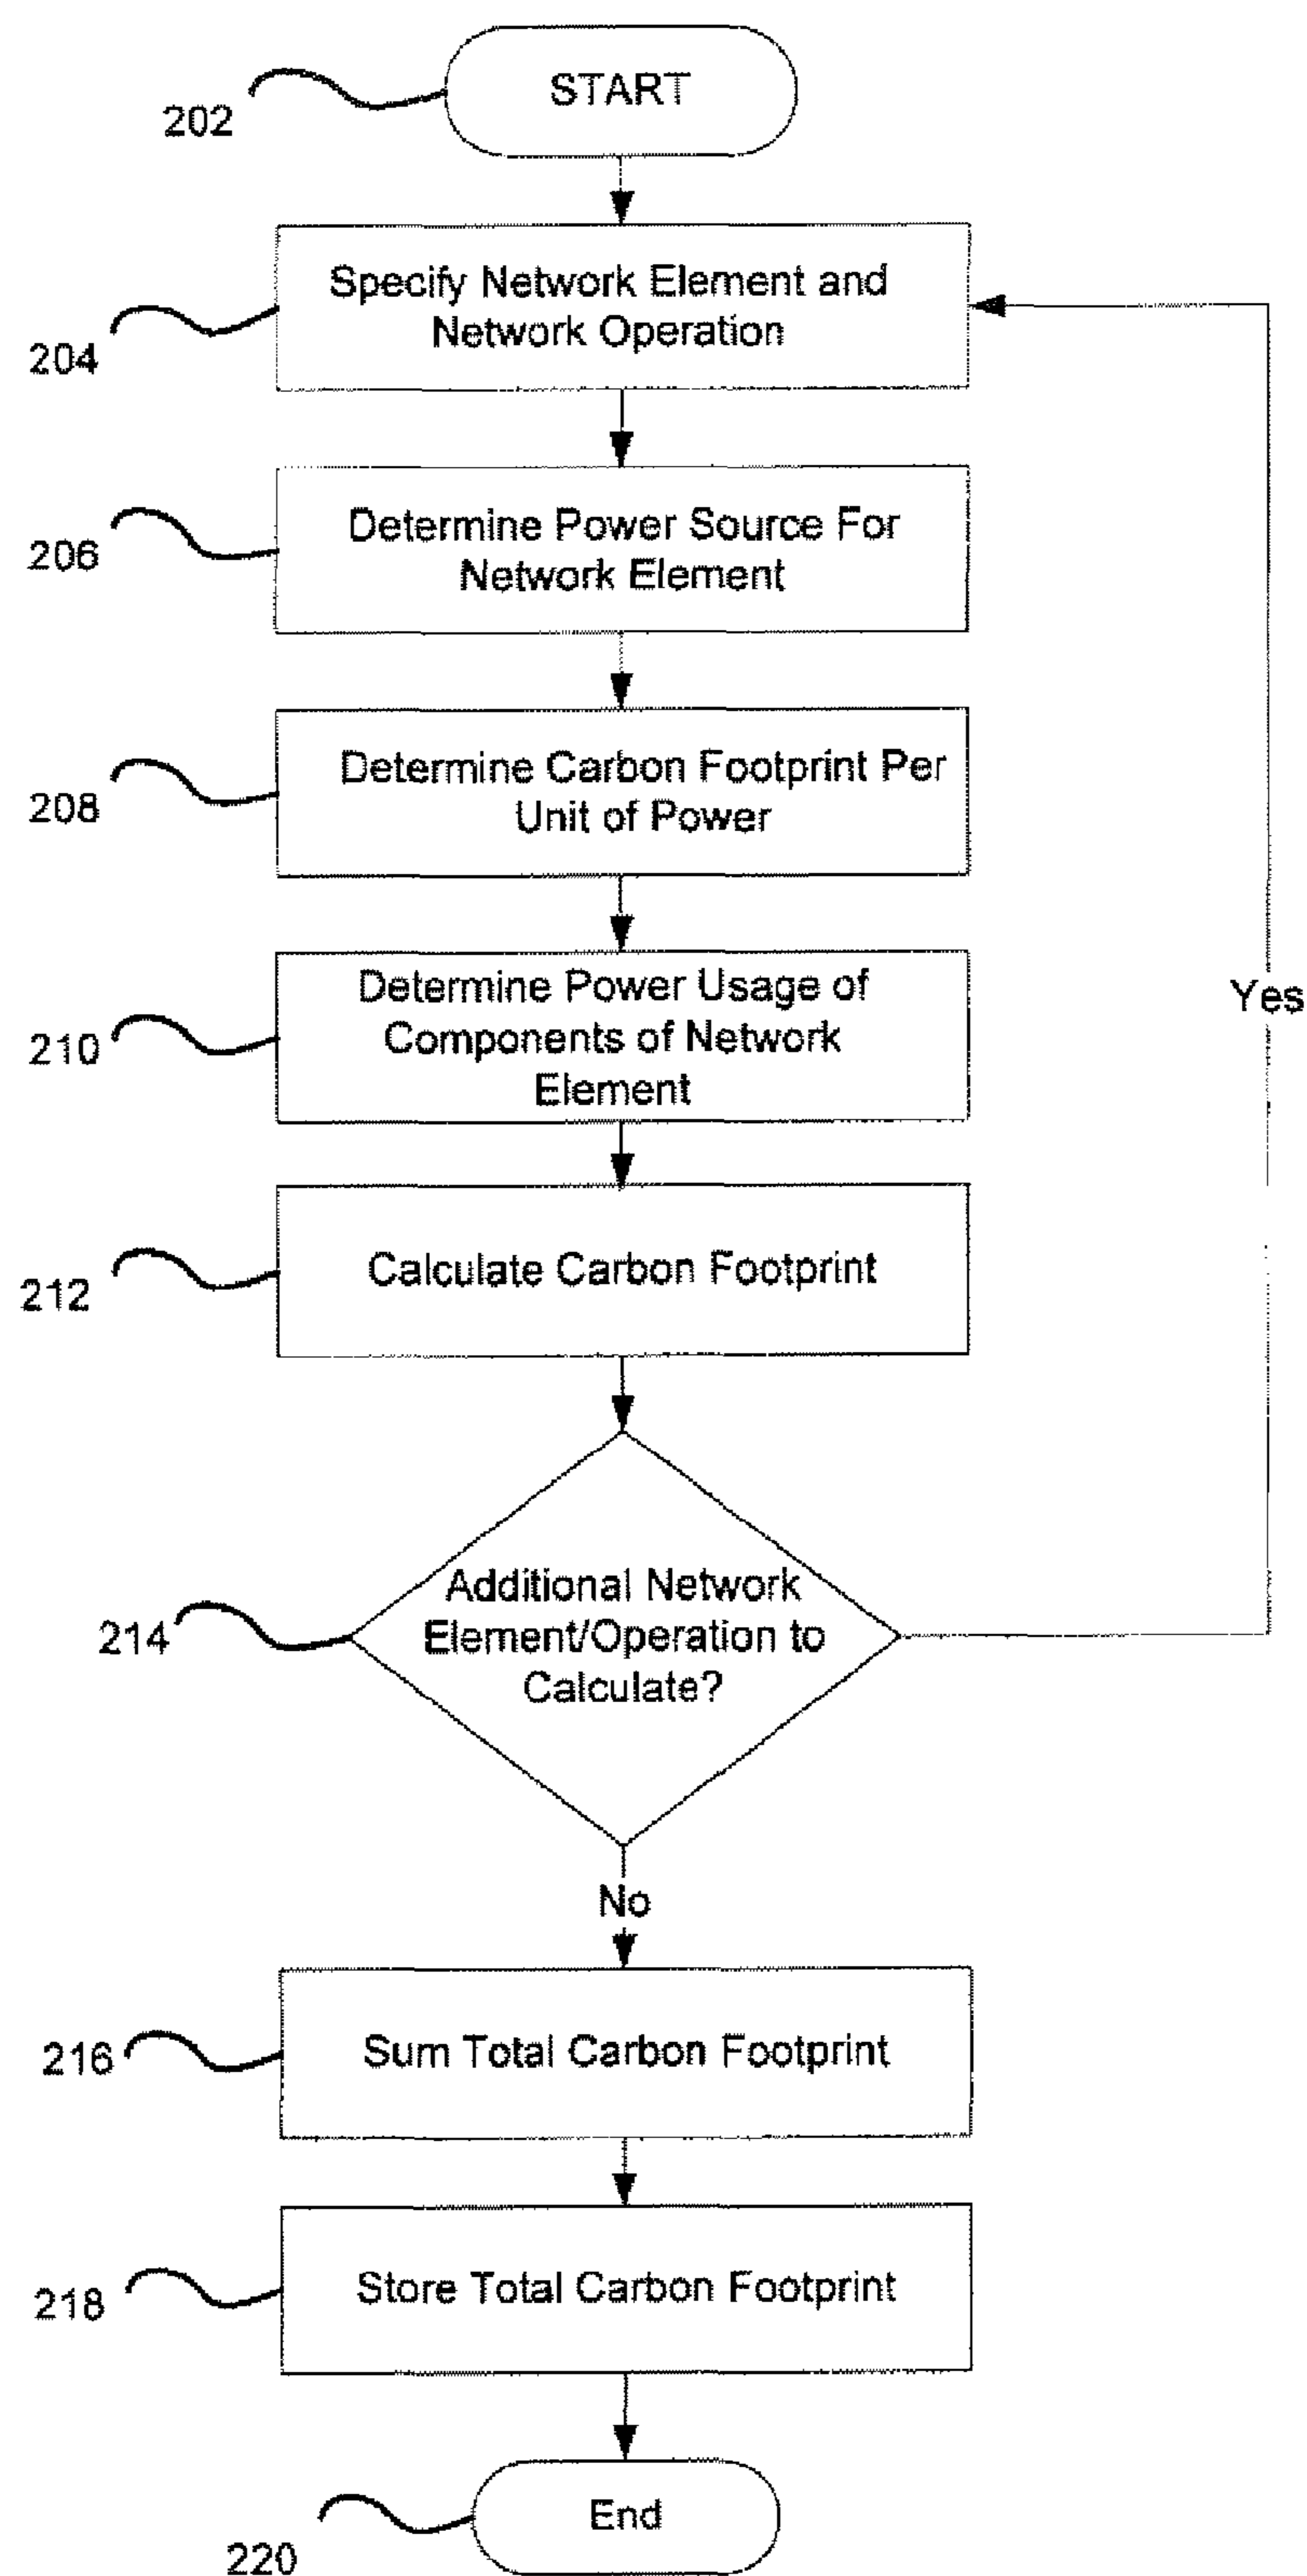 START
202
Specify Network Element and
Network Operation
204
Determine Power Source For
Network Element
206
Determine Carbon Footprint Per
Unit of Power
208
Determine Power Usage of
Components of Network
Element
210
Yes
Calculate Carbon Footprint
212
Additional Network
Element/Operation to
Calculate?
214
No
Sum Total Carbon Footprint
216
Store Total Carbon Footprint
218
End
220